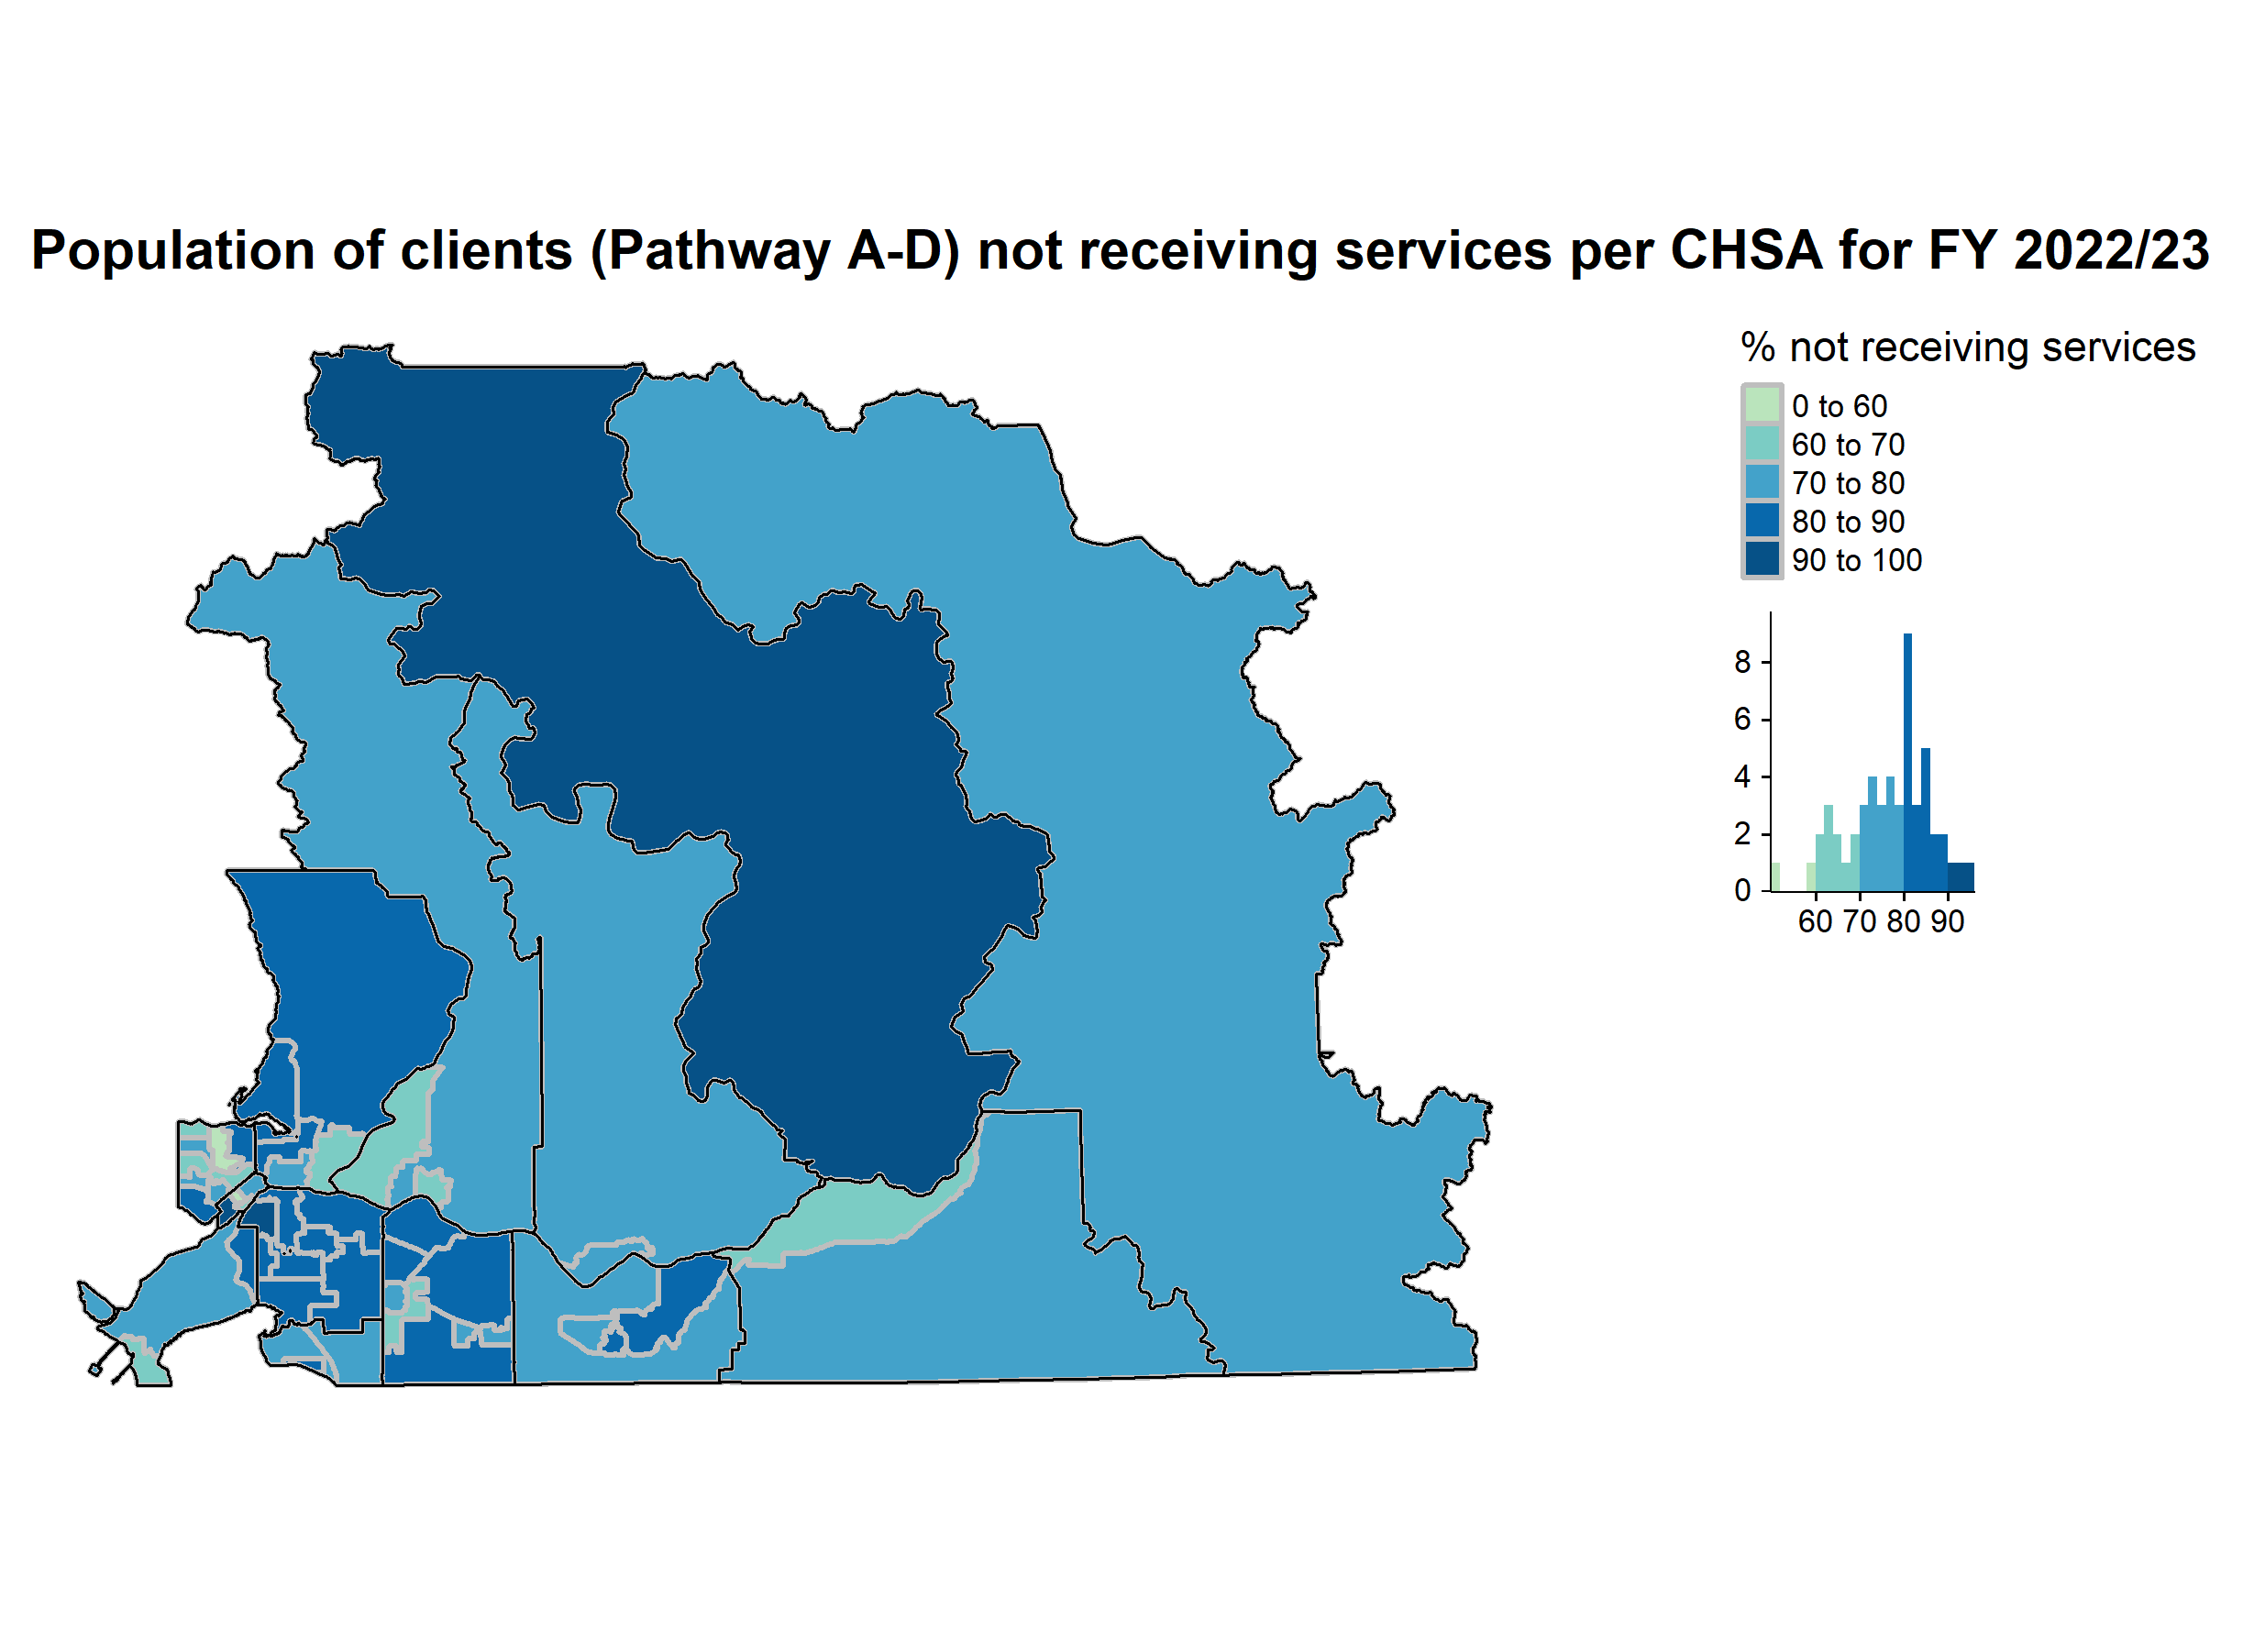 Population of clients (Pathway A-D) not receiving services per CHSA for FY 2022/23
% not receiving services
0 to 60
60 to 70
70 to 80
80 to 90
90 to 100
8
6
4
2
0
60 70 80 90